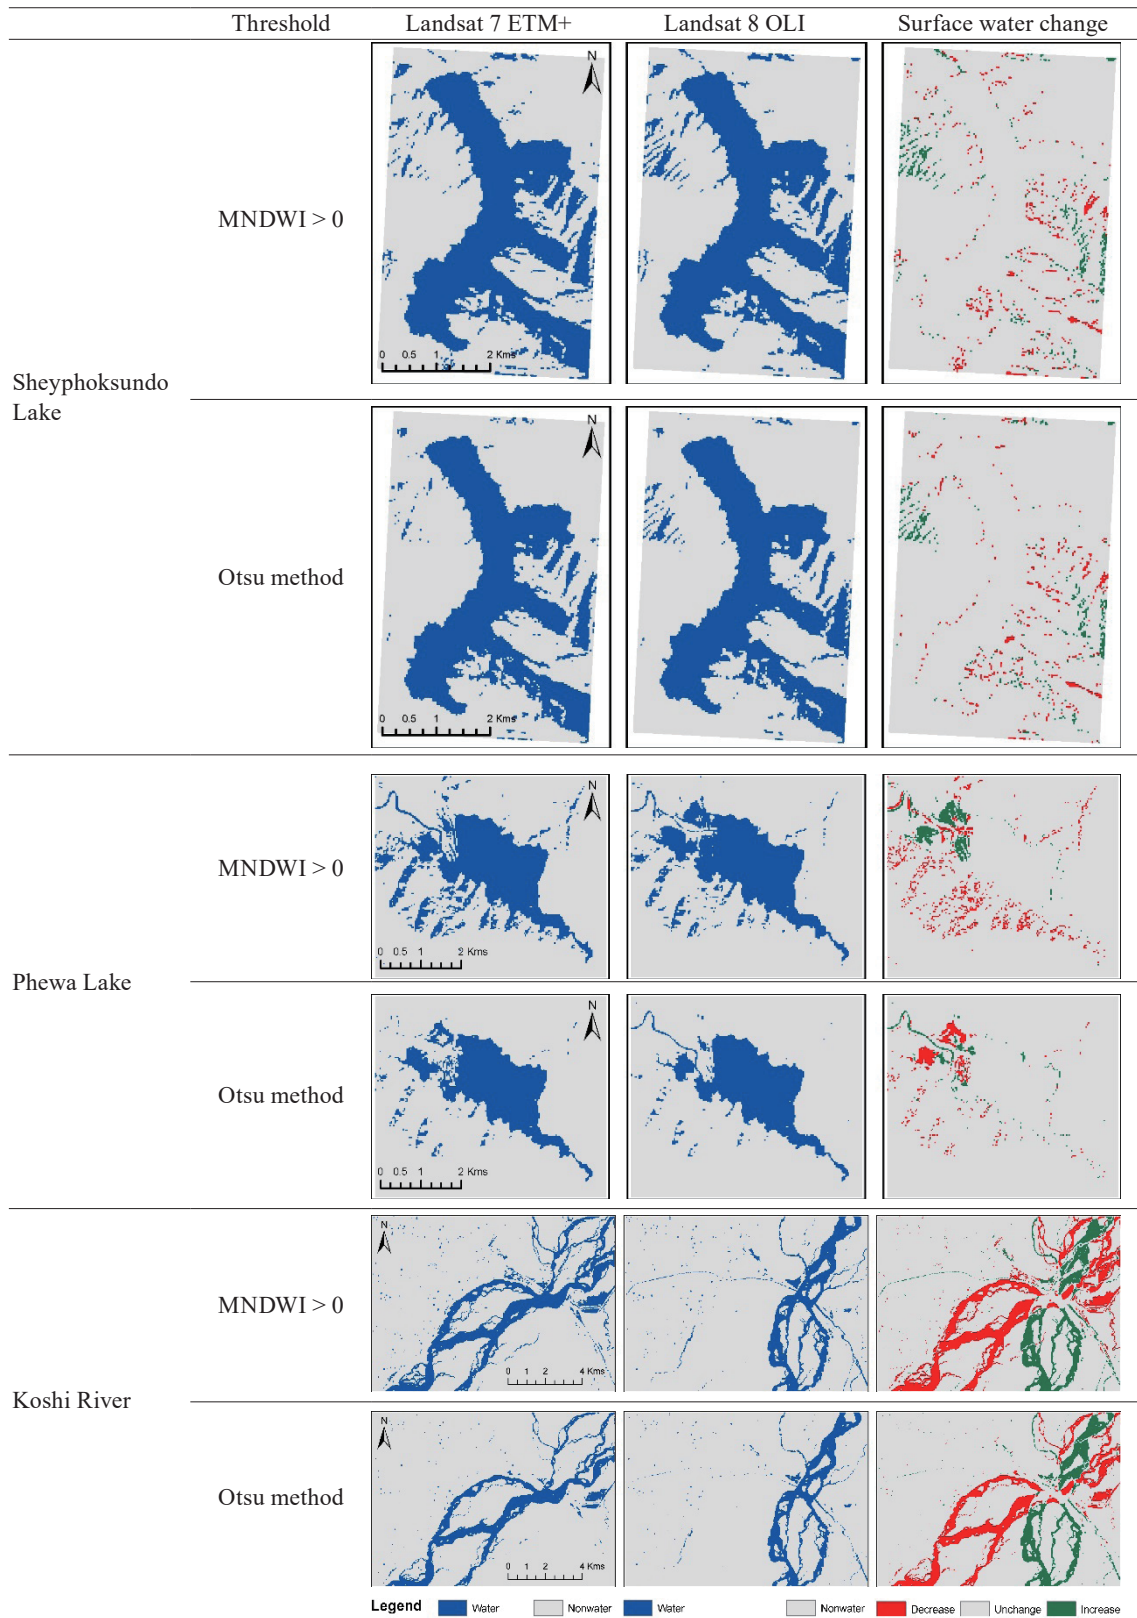 Threshold Landsat 7 ETM+ Landsat 8 OLI Surface water change
N
MNDWI > 0
0 0.5 1 2 Kms
Sheyphoksundo
Lake
N
Otsu method
0 0.5 1 2 Kms
N
MNDWI > 0
0 0.5 1 2 Kms
Phewa Lake
N
Otsu method
0 0.5 1 2 Kms
N
MNDWI > 0
0 1 2 4 Kms
Koshi River
N
Otsu method
0 1 2 4 Kms
Legend Water Nonwater Water Nonwater Decrease Unchange Increase